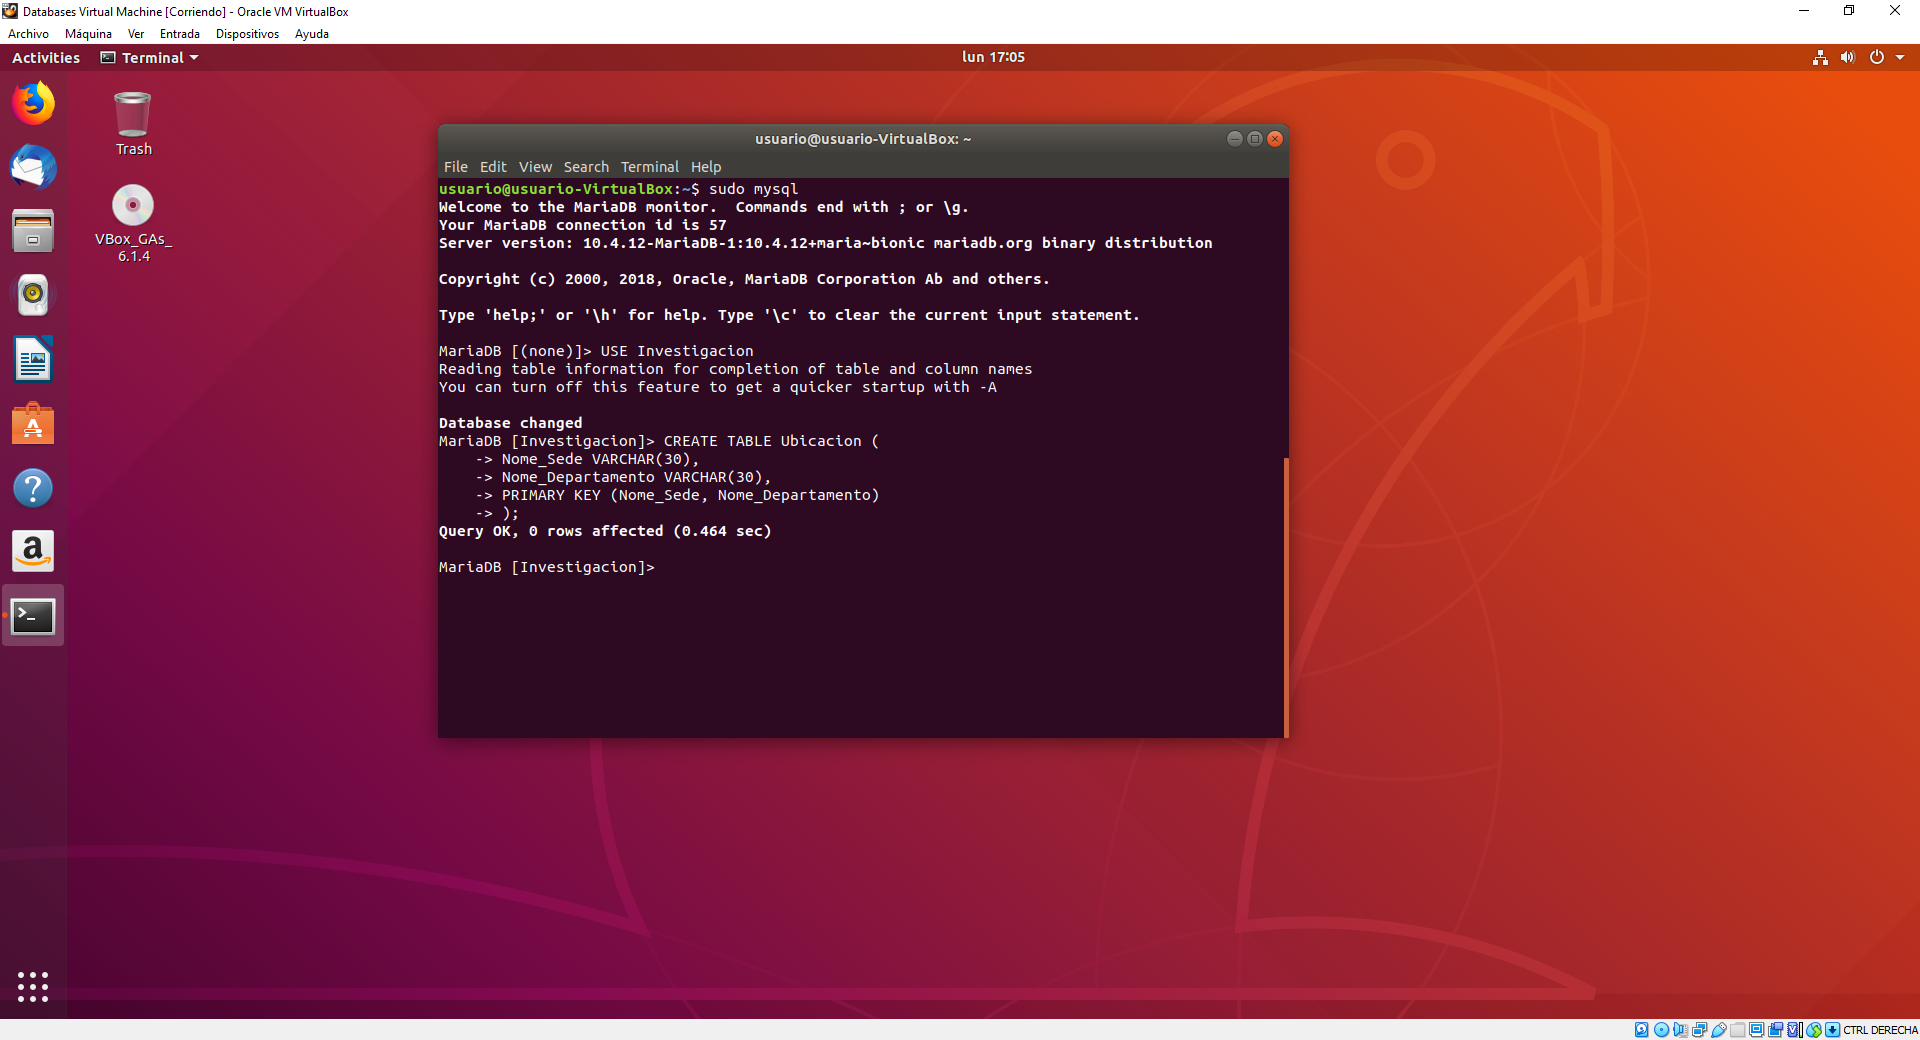 Databases Virtual Machine [Corriendo] - Oracle VM VirtualBox
Archivo Máquina Ver Entrada Dispositivos Ayuda
Activities Terminal lun 17:05
Trash
VBox_GAs_
6.1.4
usuario@usuario-VirtualBox: ~
File Edit View Search Terminal Help
usuario@usuario-VirtualBox:~$ sudo mysql
Welcome to the MariaDB monitor.  Commands end with ; or \g.
Your MariaDB connection id is 57
Server version: 10.4.12-MariaDB-1:10.4.12+maria~bionic mariadb.org binary distribution
Copyright (c) 2000, 2018, Oracle, MariaDB Corporation Ab and others.
Type 'help;' or '\h' for help. Type '\c' to clear the current input statement.
MariaDB [(none)]> USE Investigacion
Reading table information for completion of table and column names
You can turn off this feature to get a quicker startup with -A
Database changed
MariaDB [Investigacion]> CREATE TABLE Ubicacion (
    -> Nome_Sede VARCHAR(30),
    -> Nome_Departamento VARCHAR(30),
    -> PRIMARY KEY (Nome_Sede, Nome_Departamento)
    -> );
Query OK, 0 rows affected (0.464 sec)
MariaDB [Investigacion]>
CTRL DERECHA